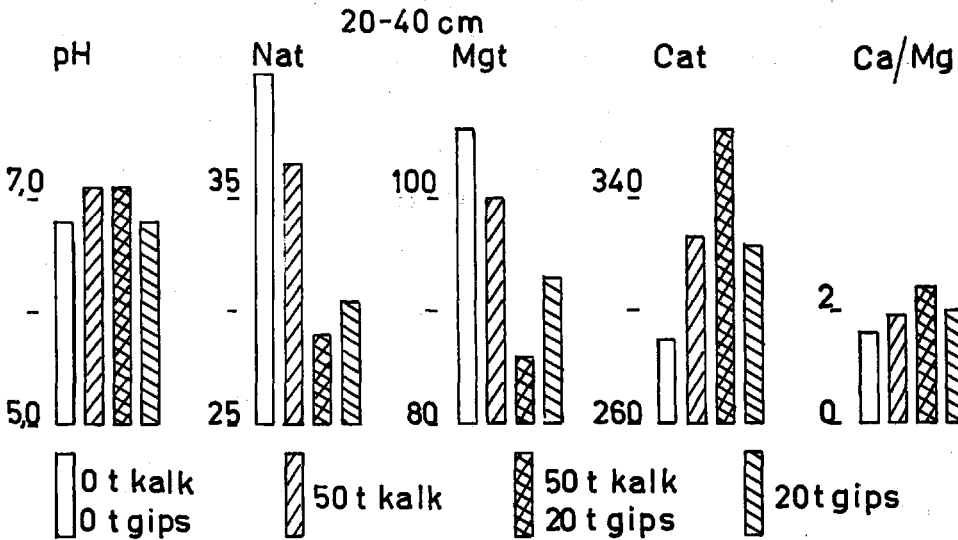 20-40 cm
pH Nat Mgt Cat Ca/Mg
7,0 35 100 340
2
5,0 25 80 260 0
0 t kalk
0 t gips
50 t kalk
50 t kalk
20 t gips
20 t gips